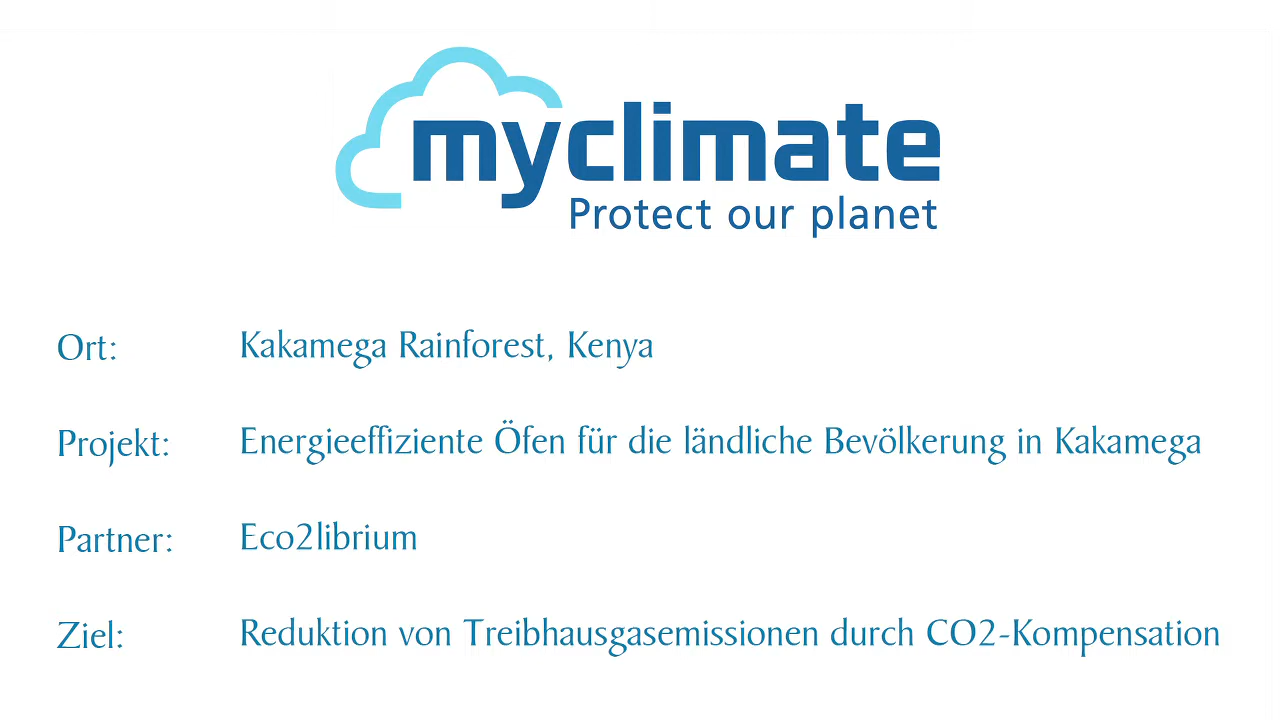 myclimate
Protect our planet
Ort: Kakamega Rainforest, Kenya
Projekt: Energieeffiziente Öfen für die ländliche Bevölkerung in Kakamega
Partner: Eco2librium
Ziel: Reduktion von Treibhausgasemissionen durch CO2-Kompensation